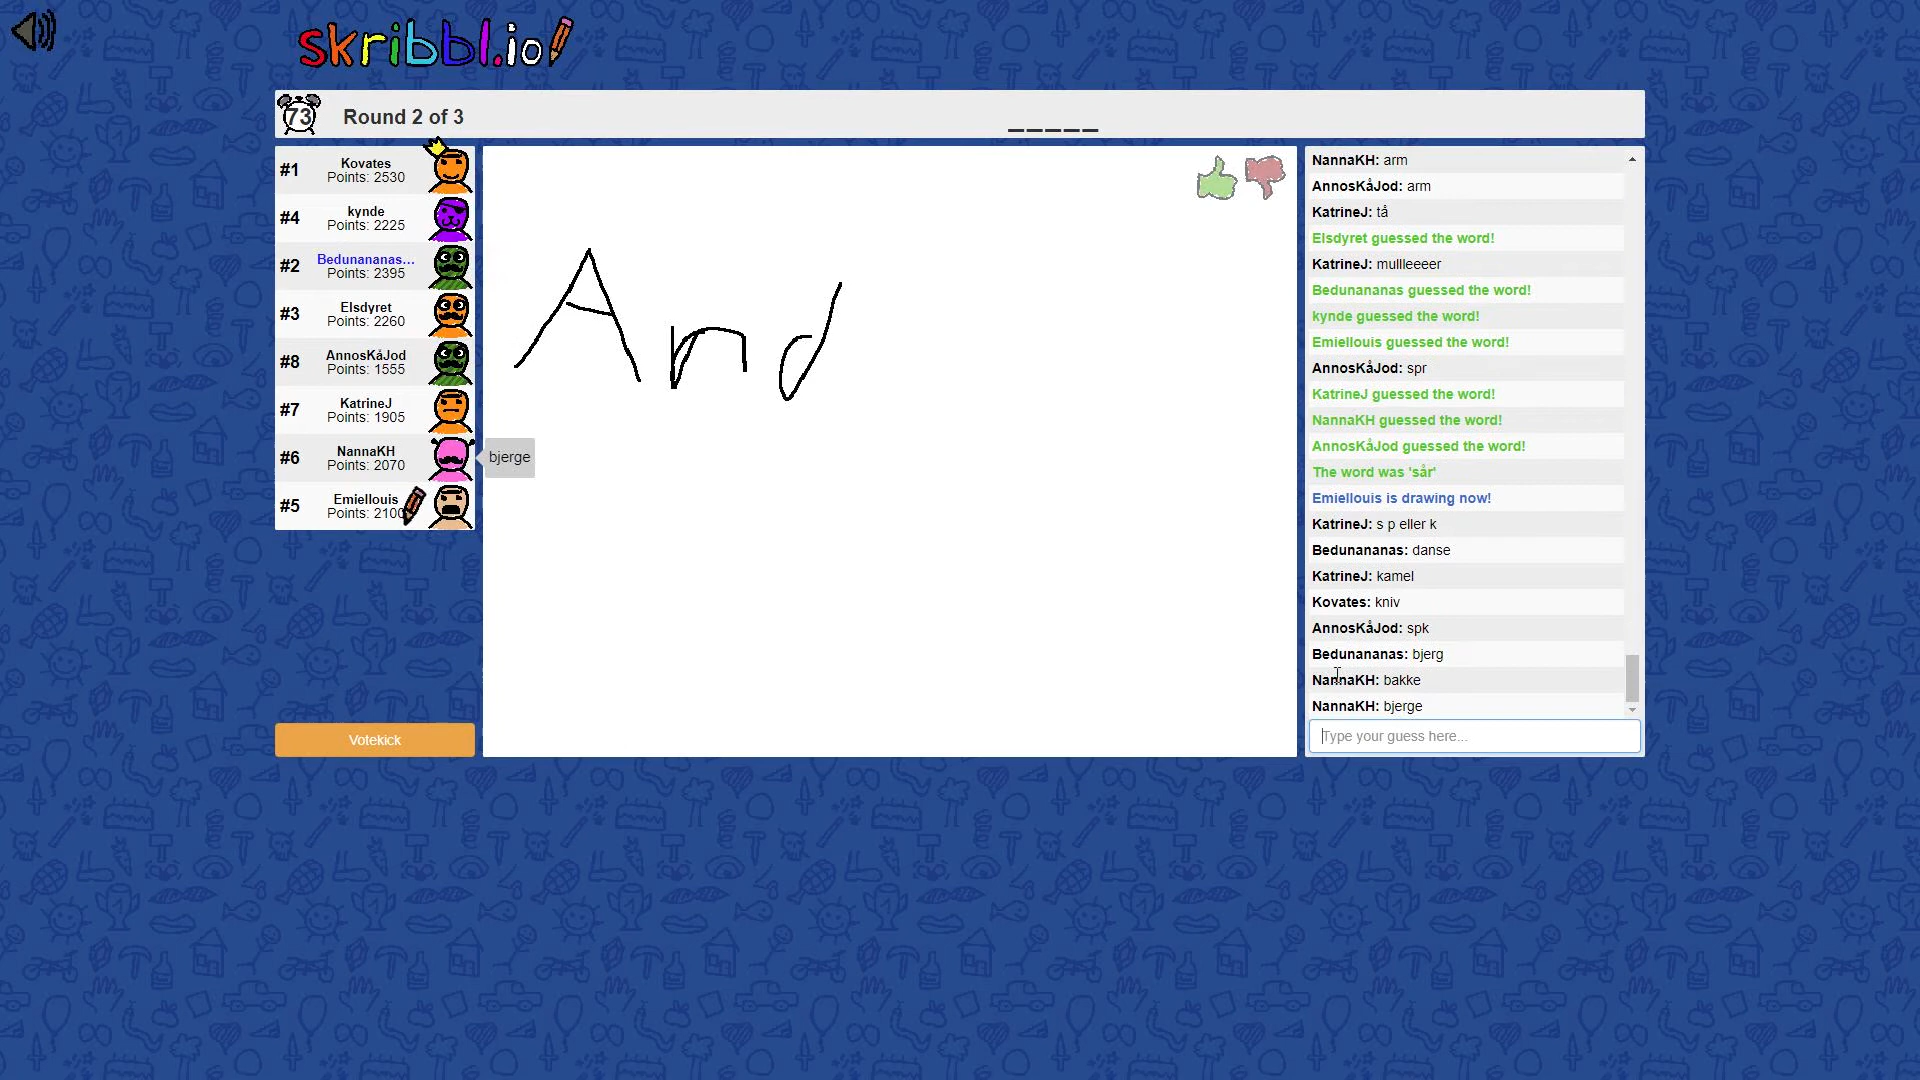 skribbl.io
73
Round 2 of 3
_____
#1
Kovates
Points: 2530
#4
kynde
Points: 2225
#2
Bedunananas...
Points: 2395
#3
Elsdyret
Points: 2260
#8
AnnosKåJod
Points: 1555
#7
KatrineJ
Points: 1905
#6
NannaKH
Points: 2070
bjerge
#5
Emiellouis
Points: 2100
Votekick
And
NannaKH: arm
AnnosKåJod: arm
KatrineJ: tå
Elsdyret guessed the word!
KatrineJ: mullleeeer
Bedunananas guessed the word!
kynde guessed the word!
Emiellouis guessed the word!
AnnosKåJod: spr
KatrineJ guessed the word!
NannaKH guessed the word!
AnnosKåJod guessed the word!
The word was 'sår'
Emiellouis is drawing now!
KatrineJ: s p eller k
Bedunananas: danse
KatrineJ: kamel
Kovates: kniv
AnnosKåJod: spk
Bedunananas: bjerg
NannaKH: bakke
NannaKH: bjerge
Type your guess here...